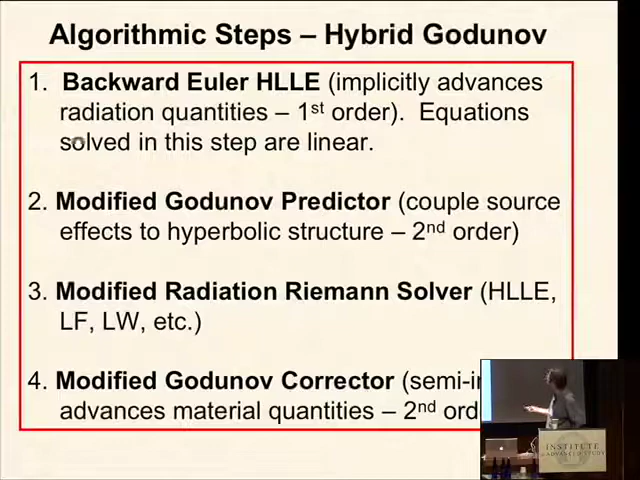 Algorithmic Steps – Hybrid Godunov
1. Backward Euler HLLE (implicitly advances
radiation quantities – 1st order). Equations
solved in this step are linear.
2. Modified Godunov Predictor (couple source
effects to hyperbolic structure – 2nd order)
3. Modified Radiation Riemann Solver (HLLE,
LF, LW, etc.)
4. Modified Godunov Corrector (semi-i
advances material quantities – 2nd ord
INSTITUTE
ADVANCED STUDY